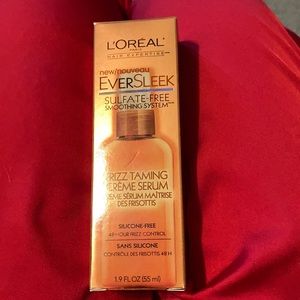 L'ORÉAL
PARIS
HAIR EXPERTISE
new/nouveau
EVERSLEEK
SULFATE-FREE
SMOOTHING SYSTEM
FRIZZ TAMING
CRÈME SERUM
CRÈME SÉRUM MAÎTRISE
DES FRISOTTIS
SILICONE-FREE
48 HOUR FRIZZ CONTROL
SANS SILICONE
CONTRÔLE DES FRISOTTIS 48 H
1.9 FL OZ (55 ml)